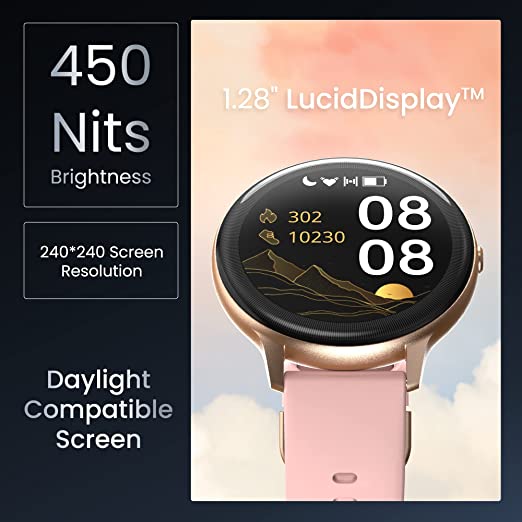 450
Nits
Brightness
240*240 Screen
Resolution
Daylight
Compatible
Screen
1.28" LucidDisplay™
302
10230
08
08